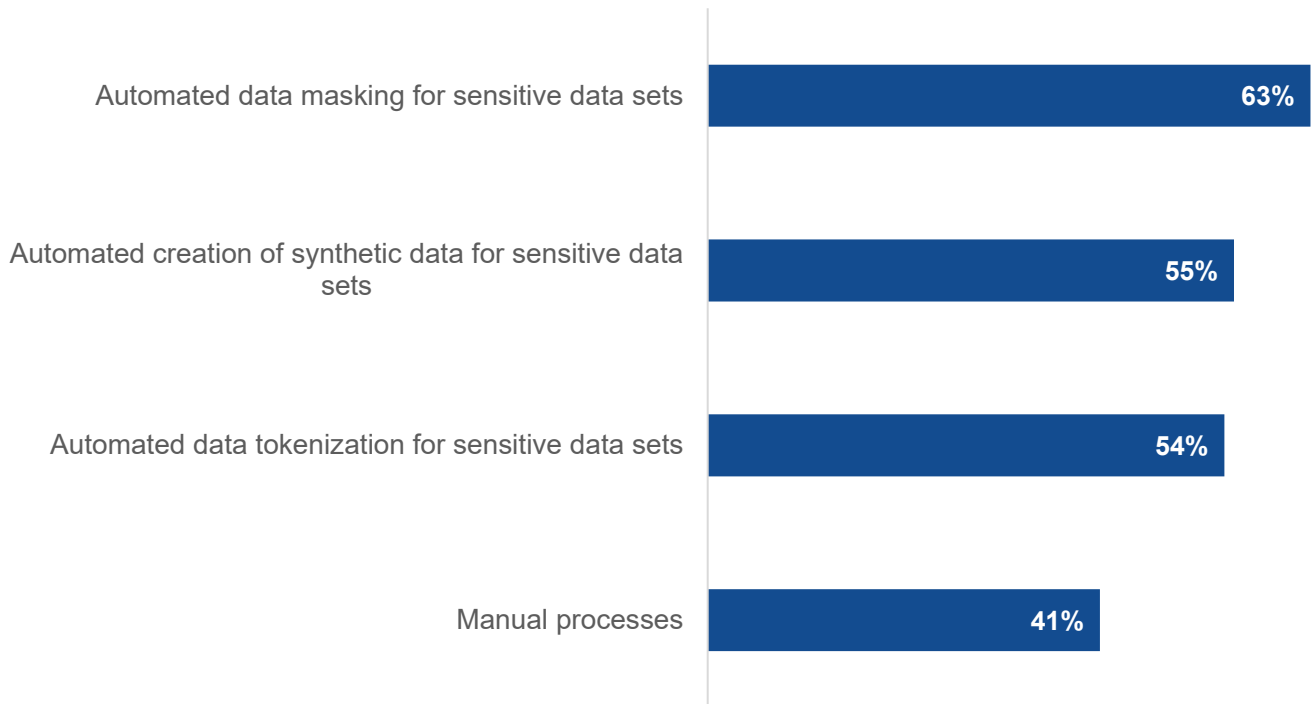 Automated data masking for sensitive data sets
63%
Automated creation of synthetic data for sensitive data
sets
55%
Automated data tokenization for sensitive data sets
54%
Manual processes
41%